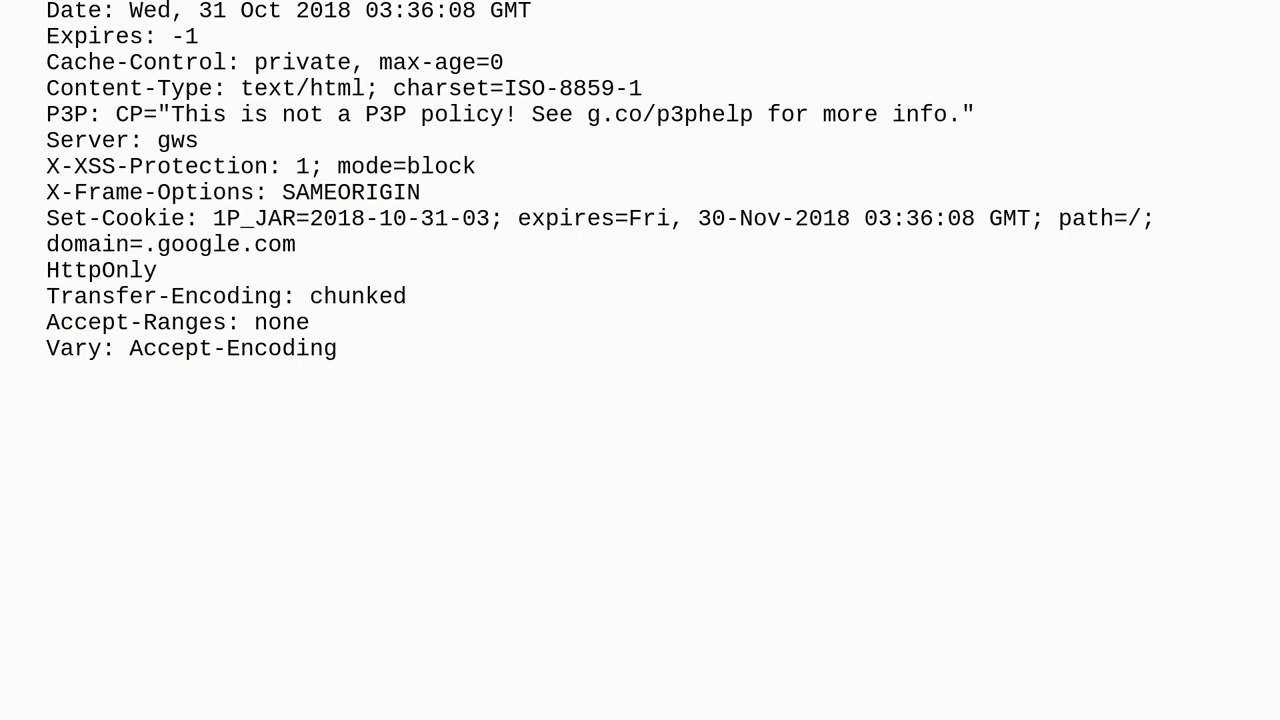 Date: Wed, 31 Oct 2018 03:36:08 GMT
Expires: -1
Cache-Control: private, max-age=0
Content-Type: text/html; charset=ISO-8859-1
P3P: CP="This is not a P3P policy! See g.co/p3phelp for more info."
Server: gws
X-XSS-Protection: 1; mode=block
X-Frame-Options: SAMEORIGIN
Set-Cookie: 1P_JAR=2018-10-31-03; expires=Fri, 30-Nov-2018 03:36:08 GMT; path=/;
domain=.google.com
HttpOnly
Transfer-Encoding: chunked
Accept-Ranges: none
Vary: Accept-Encoding